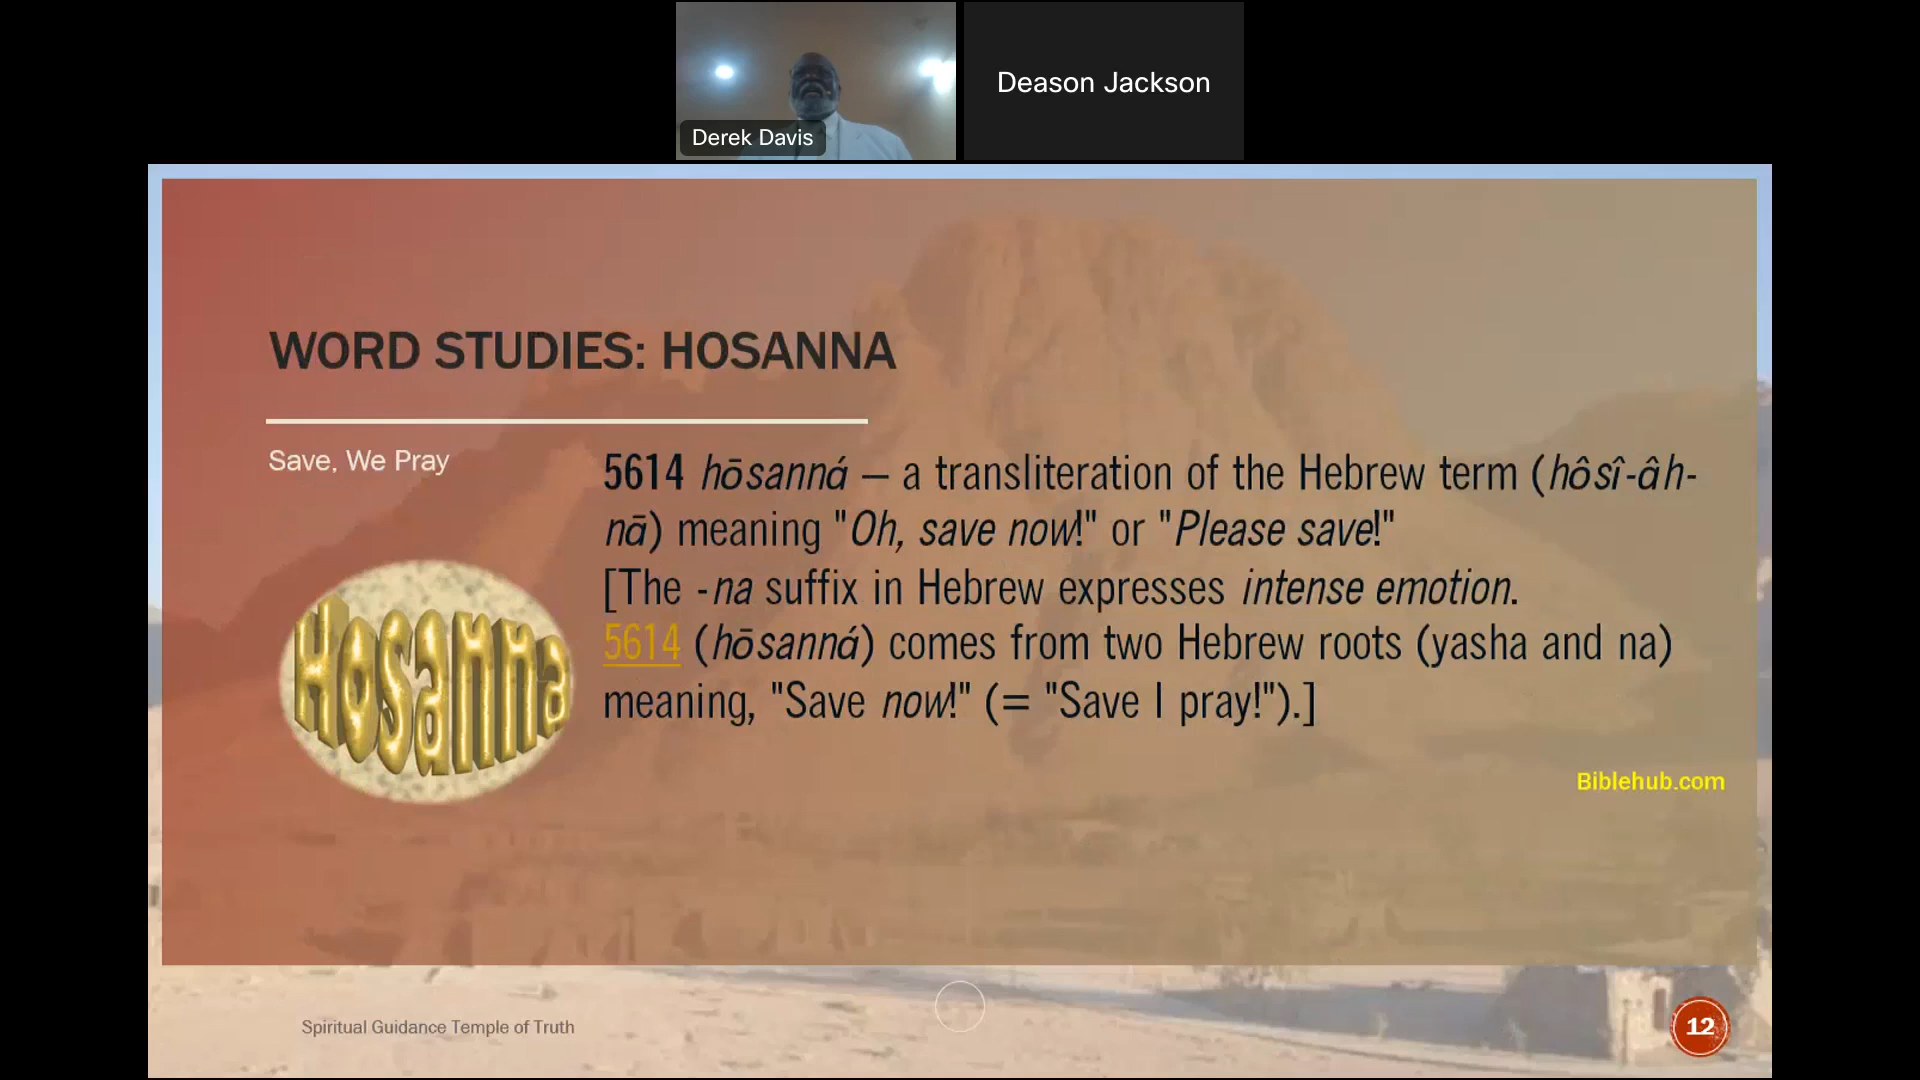 Derek Davis
Deason Jackson
WORD STUDIES: HOSANNA
Save, We Pray
5614 hōsanná – a transliteration of the Hebrew term (hôsî-âh-
nā) meaning "Oh, save now!" or "Please save!"
[The -na suffix in Hebrew expresses intense emotion.
5614 (hōsanná) comes from two Hebrew roots (yasha and na)
meaning, "Save now!" (= "Save I pray!").]
Hosanna
Biblehub.com
Spiritual Guidance Temple of Truth
12